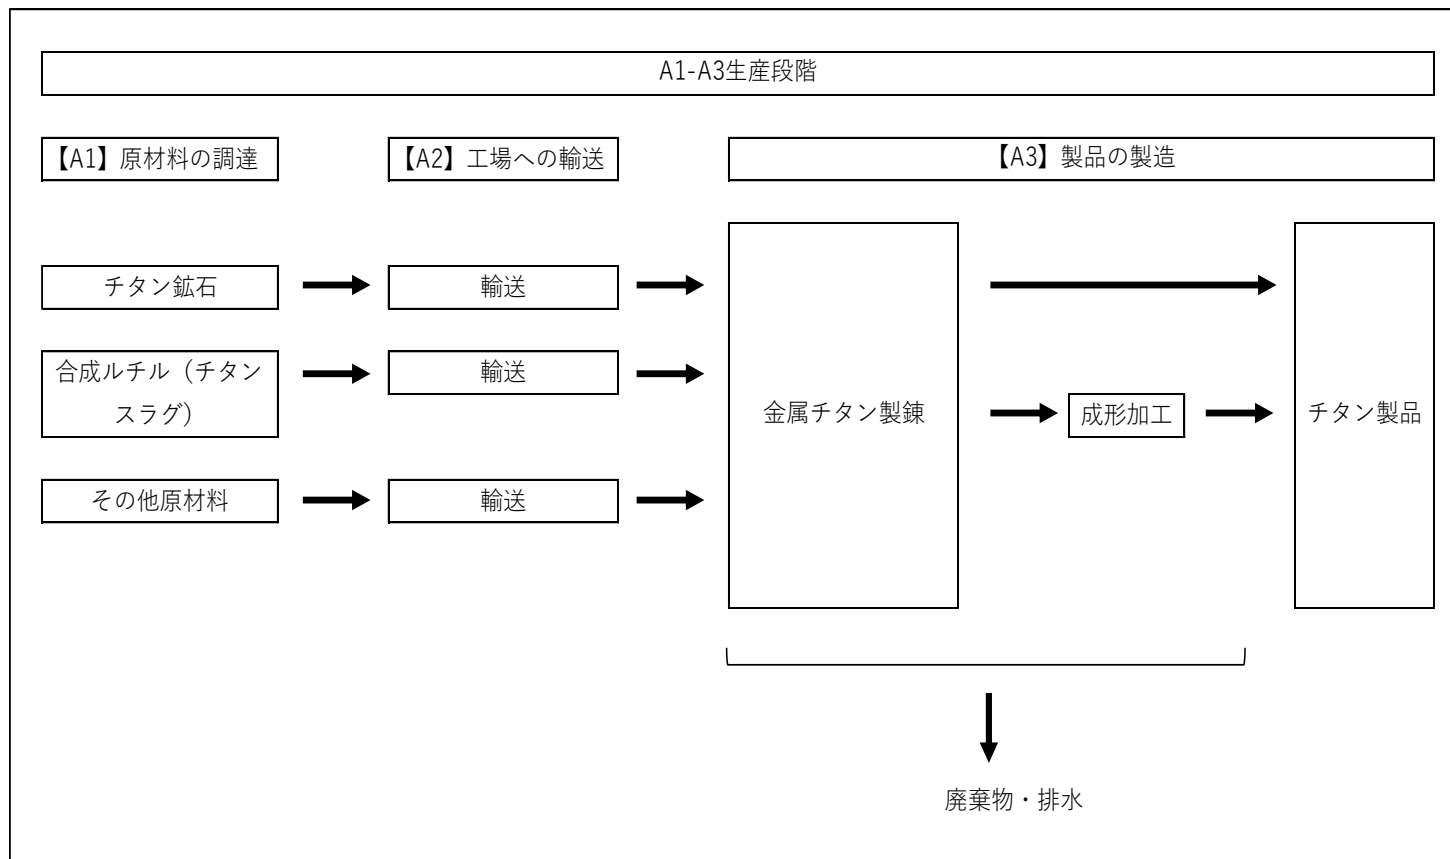 A1-A3生産段階
【A1】原材料の調達
【A2】工場への輸送
【A3】製品の製造
チタン鉱石
輸送
合成ルチル（チタン
スラグ）
輸送
その他原材料
輸送
金属チタン製錬
成形加工
チタン製品
廃棄物・排水